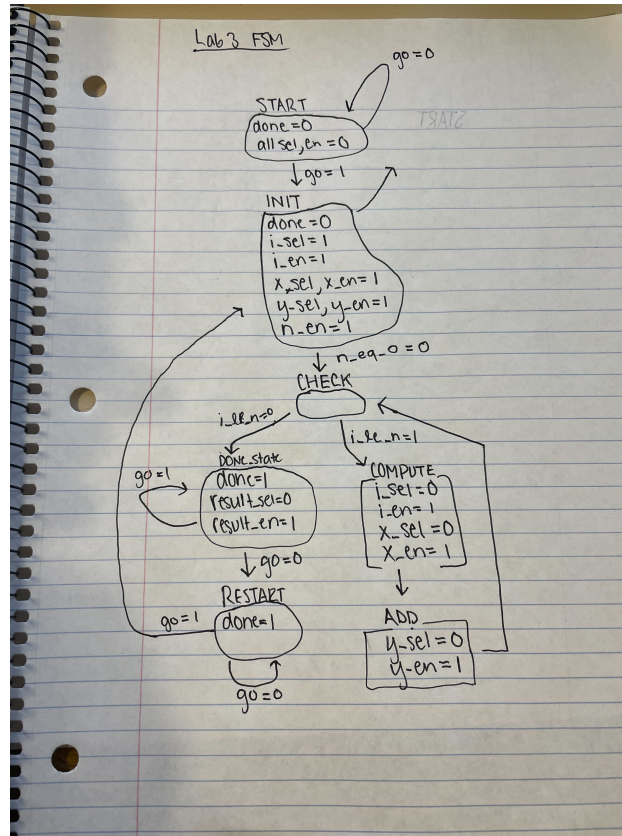 Lab 3 FSM
go=0
START
done=0
all sel, en =0
START
go=1
INIT
done=0
i_sel=1
i_en=1
x_sel, x_en=1
y_sel, y_en=1
n_en=1
n_eq_0=0
CHECK
i_le_n=0
i_le_n=1
DONE_state
go=1
done=1
result_sel=0
result_en=1
COMPUTE
i_sel=0
i_en=1
x_sel=0
x_en=1
go=0
RESTART
go=1
done=1
ADD
y_sel=0
y_en=1
go=0